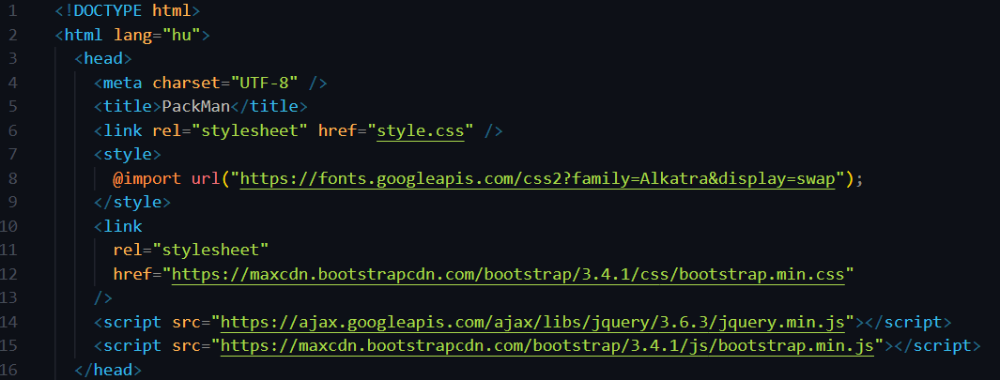 1 <!DOCTYPE html>
2 <html lang="hu">
3 <head>
4 <meta charset="UTF-8" />
5 <title>PackMan</title>
6 <link rel="stylesheet" href="style.css" />
7 <style>
8 @import url("https://fonts.googleapis.com/css2?family=Alkatra&display=swap");
9 </style>
10 <link
11 rel="stylesheet"
12 href="https://maxcdn.bootstrapcdn.com/bootstrap/3.4.1/css/bootstrap.min.css"
13 />
14 <script src="https://ajax.googleapis.com/ajax/libs/jquery/3.6.3/jquery.min.js"></script>
15 <script src="https://maxcdn.bootstrapcdn.com/bootstrap/3.4.1/js/bootstrap.min.js"></script>
16 </head>